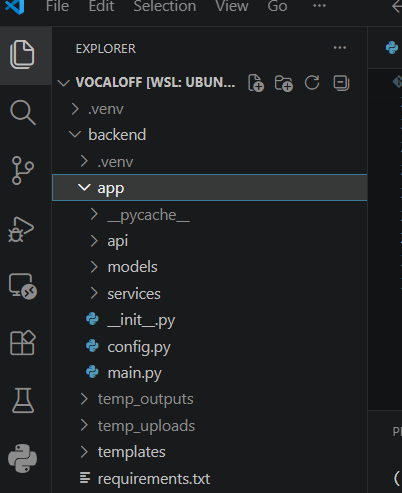 File Edit Selection View Go ···
EXPLORER ···
VOCALOFF [WSL: UBUN...
.venv
backend
.venv
app
__pycache__
api
models
services
__init__.py
config.py
main.py
temp_outputs
temp_uploads
templates
requirements.txt